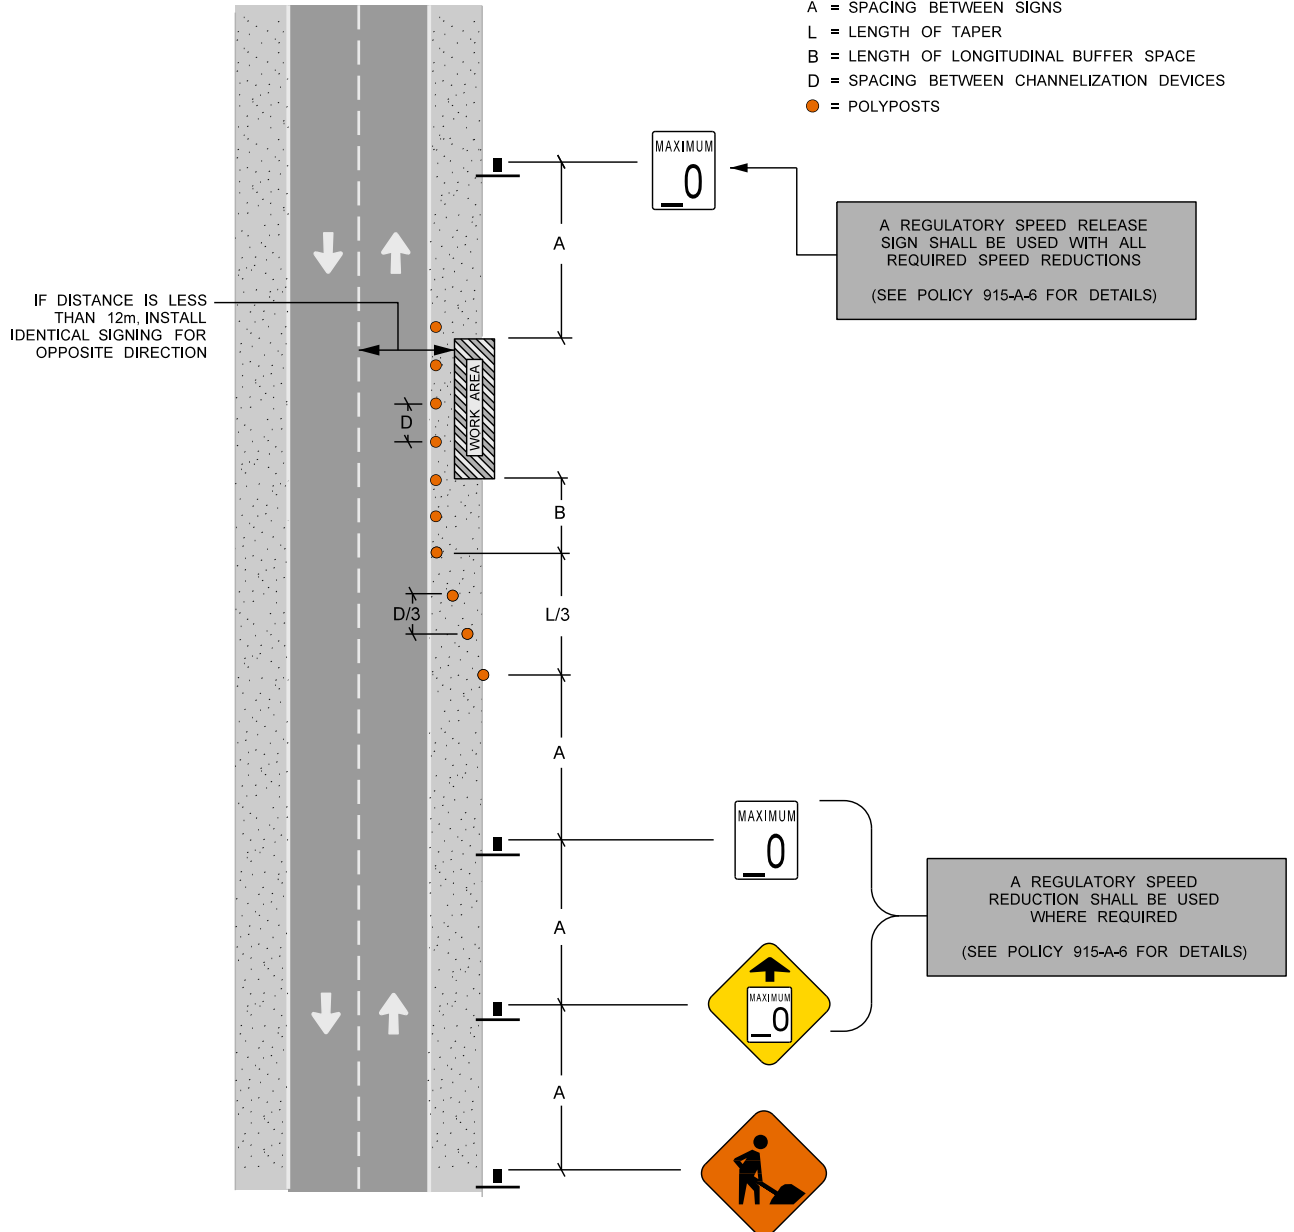 A = SPACING BETWEEN SIGNS
L = LENGTH OF TAPER
B = LENGTH OF LONGITUDINAL BUFFER SPACE
D = SPACING BETWEEN CHANNELIZATION DEVICES
= POLYPOSTS
MAXIMUM
_0
A REGULATORY SPEED RELEASE
SIGN SHALL BE USED WITH ALL
REQUIRED SPEED REDUCTIONS
(SEE POLICY 915-A-6 FOR DETAILS)
A
IF DISTANCE IS LESS
THAN 12m, INSTALL
IDENTICAL SIGNING FOR
OPPOSITE DIRECTION
WORK AREA
D
B
D/3
L/3
A
MAXIMUM
_0
A REGULATORY SPEED
REDUCTION SHALL BE USED
WHERE REQUIRED
(SEE POLICY 915-A-6 FOR DETAILS)
A
MAXIMUM
_0
A